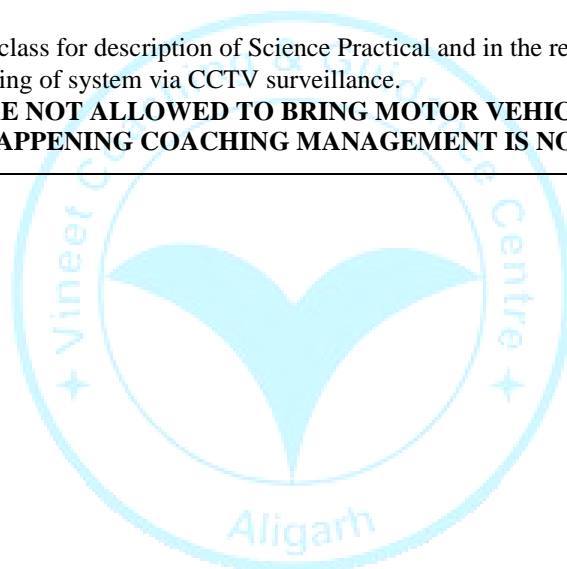 class for description of Science Practical and in the re
ing of system via CCTV surveillance.
E NOT ALLOWED TO BRING MOTOR VEHIC
APPENING COACHING MANAGEMENT IS NO
Vineet Coaching & Guidance Centre
Aligarh